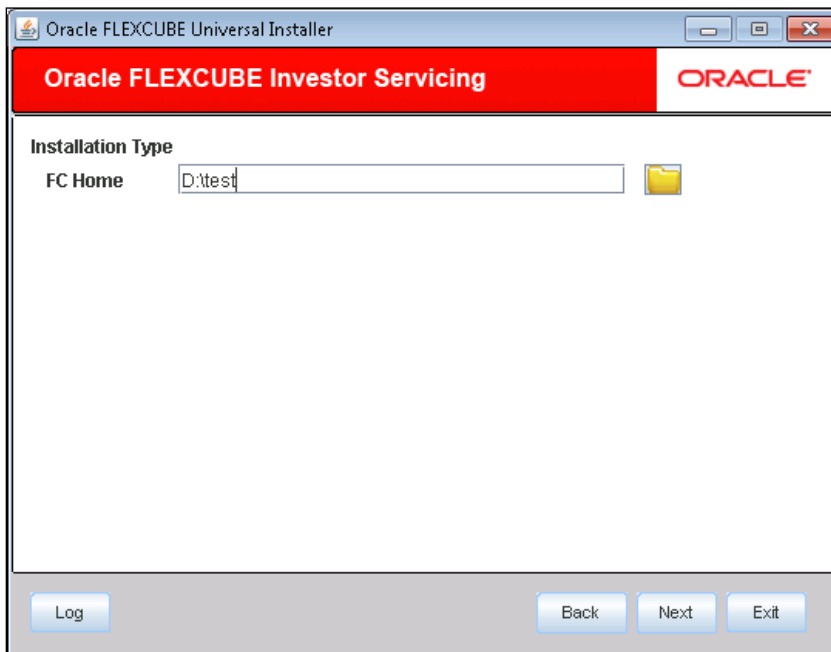 Oracle FLEXCUBE Universal Installer
Oracle FLEXCUBE Investor Servicing
ORACLE
Installation Type
FC Home D:\test
Log Back Next Exit